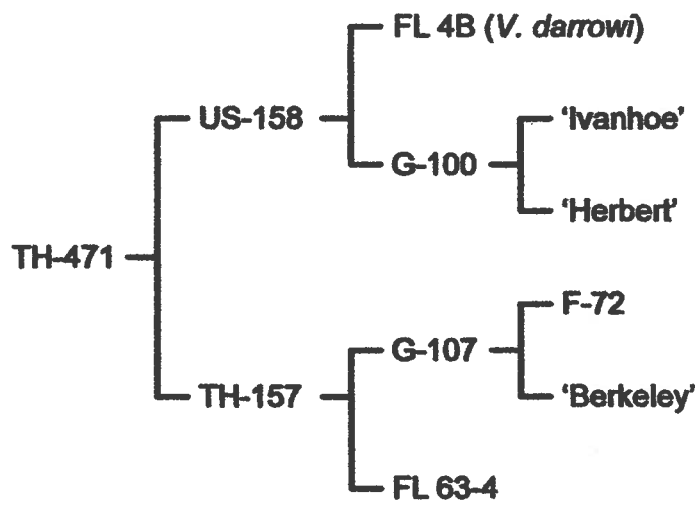 FL 4B (V. darrowi)
US-158
‘Ivanhoe’
G-100
‘Herbert’
TH-471
F-72
G-107
‘Berkeley’
TH-157
FL 63-4